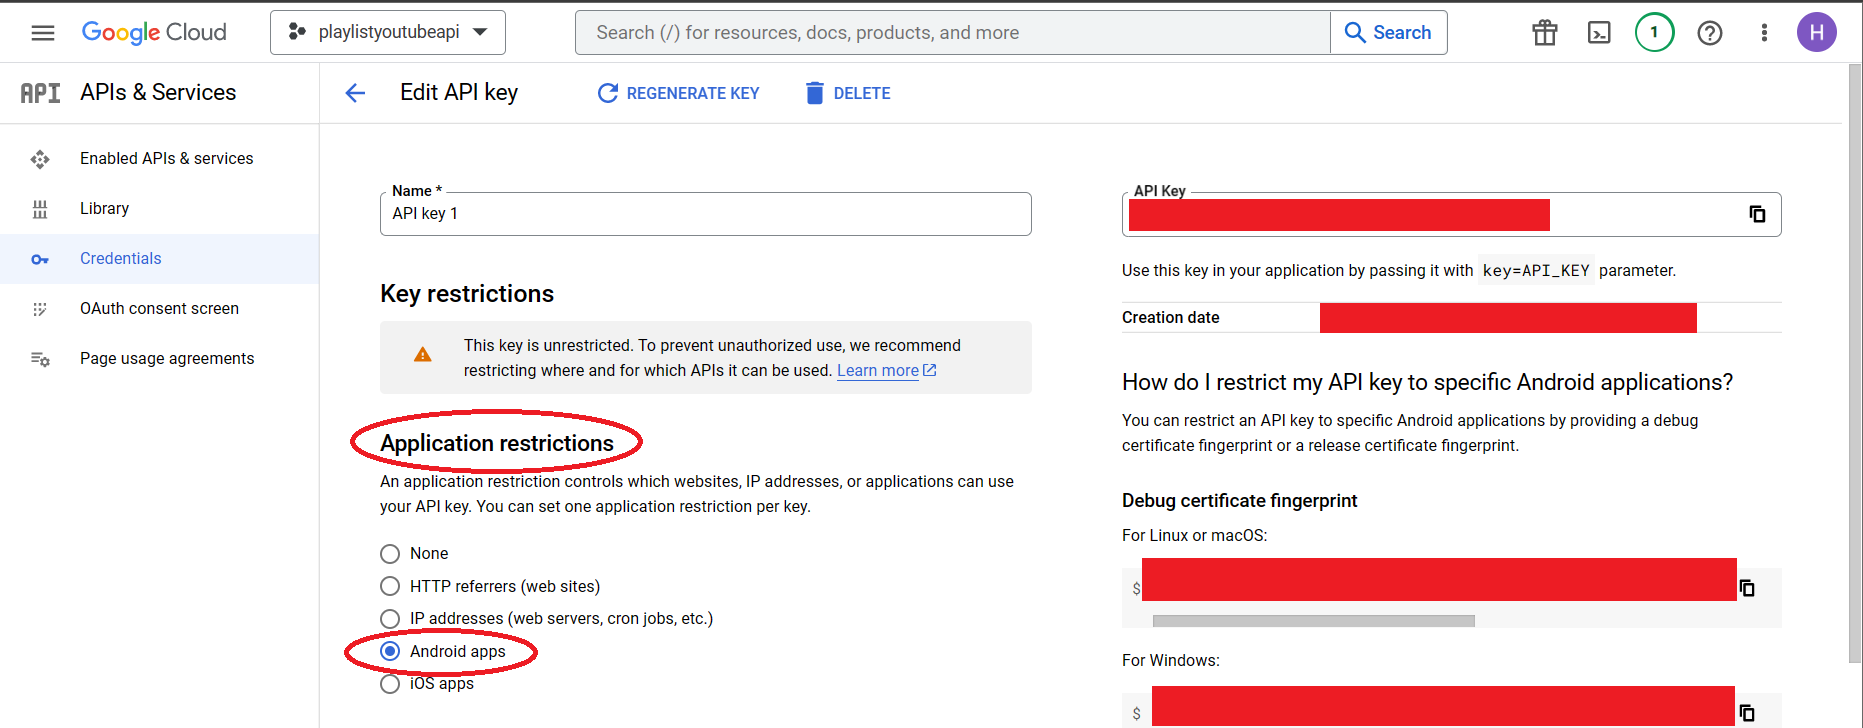 Google Cloud
playlistyoutubeapi
Search (/) for resources, docs, products, and more
Search
1
H
API
APIs & Services
Edit API key
REGENERATE KEY
DELETE
Enabled APIs & services
Library
Credentials
OAuth consent screen
Page usage agreements
Name *
API key 1
Key restrictions
This key is unrestricted. To prevent unauthorized use, we recommend
restricting where and for which APIs it can be used. Learn more
Application restrictions
An application restriction controls which websites, IP addresses, or applications can use
your API key. You can set one application restriction per key.
None
HTTP referrers (web sites)
IP addresses (web servers, cron jobs, etc.)
Android apps
iOS apps
API Key
Use this key in your application by passing it with key=API_KEY parameter.
Creation date
How do I restrict my API key to specific Android applications?
You can restrict an API key to specific Android applications by providing a debug
certificate fingerprint or a release certificate fingerprint.
Debug certificate fingerprint
For Linux or macOS:
$
For Windows:
$